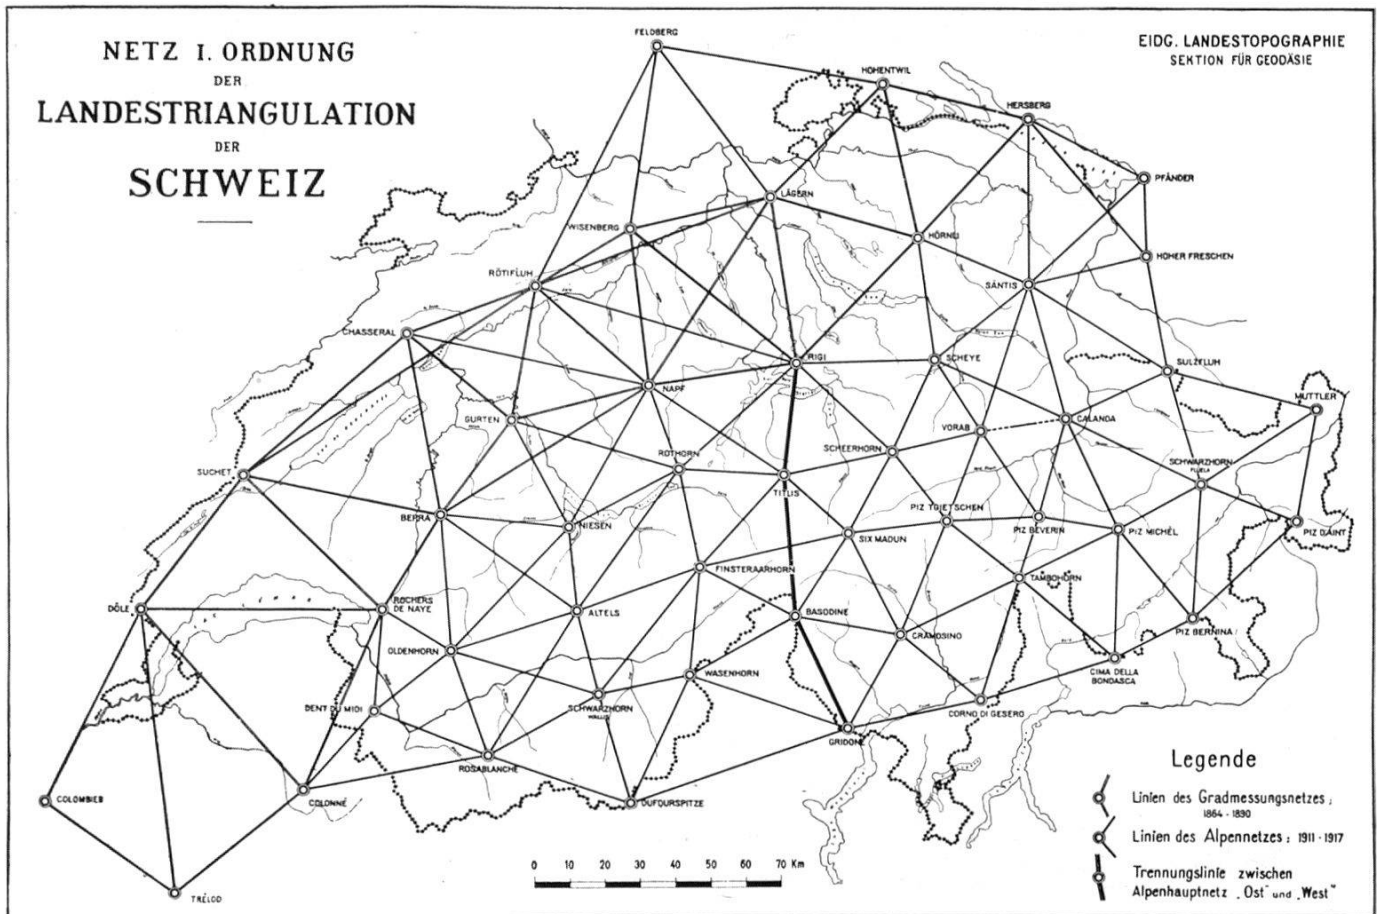 NETZ I. ORDNUNG
DER
LANDESTRIANGULATION
DER
SCHWEIZ
EIDG. LANDESTOPOGRAPHIE
SEKTION FÜR GEODÄSIE
FELDBERG
HOHENTWIL
HERSBERG
PFÄNDER
LÄGERN
WISENBERG
HÖRNLI
HOHER FRESCHEN
RÖTIFLUH
SÄNTIS
CHASSERAL
RIGI
SCHEYE
SULZFLUH
NAPF
MUTTLER
GURTEN
VORAB
CALANDA
ROTHORN
SCHEERHORN
SUCHET
TITLIS
SCHWARZHORN
FLÜELA
BERRA
NIESEN
PIZ TGIETSCHEN
PIZ BEVERIN
PIZ MICHÈL
PIZ DAINT
SIX MADUN
FINSTERAARHORN
TAMBOHORN
DÔLE
ROCHERS
DE NAYE
ALTELS
BASODINE
CRAMOSINO
PIZ BERNINA
OLDENHORN
WASENHORN
CIMA DELLA
BONDASCA
DENT DU MIDI
SCHWARZHORN
WALLIS
CORNO DI GESERO
GRIDONE
ROSABLANCHE
COLOMBIER
COLONNÉ
DUFOURSPITZE
TRÉLOD
0 10 20 30 40 50 60 70 Km
Legende
Linien des Gradmessungsnetzes;
1864 - 1890
Linien des Alpennetzes; 1911 - 1917
Trennungslinie zwischen
Alpenhauptnetz „Ost" und „West"